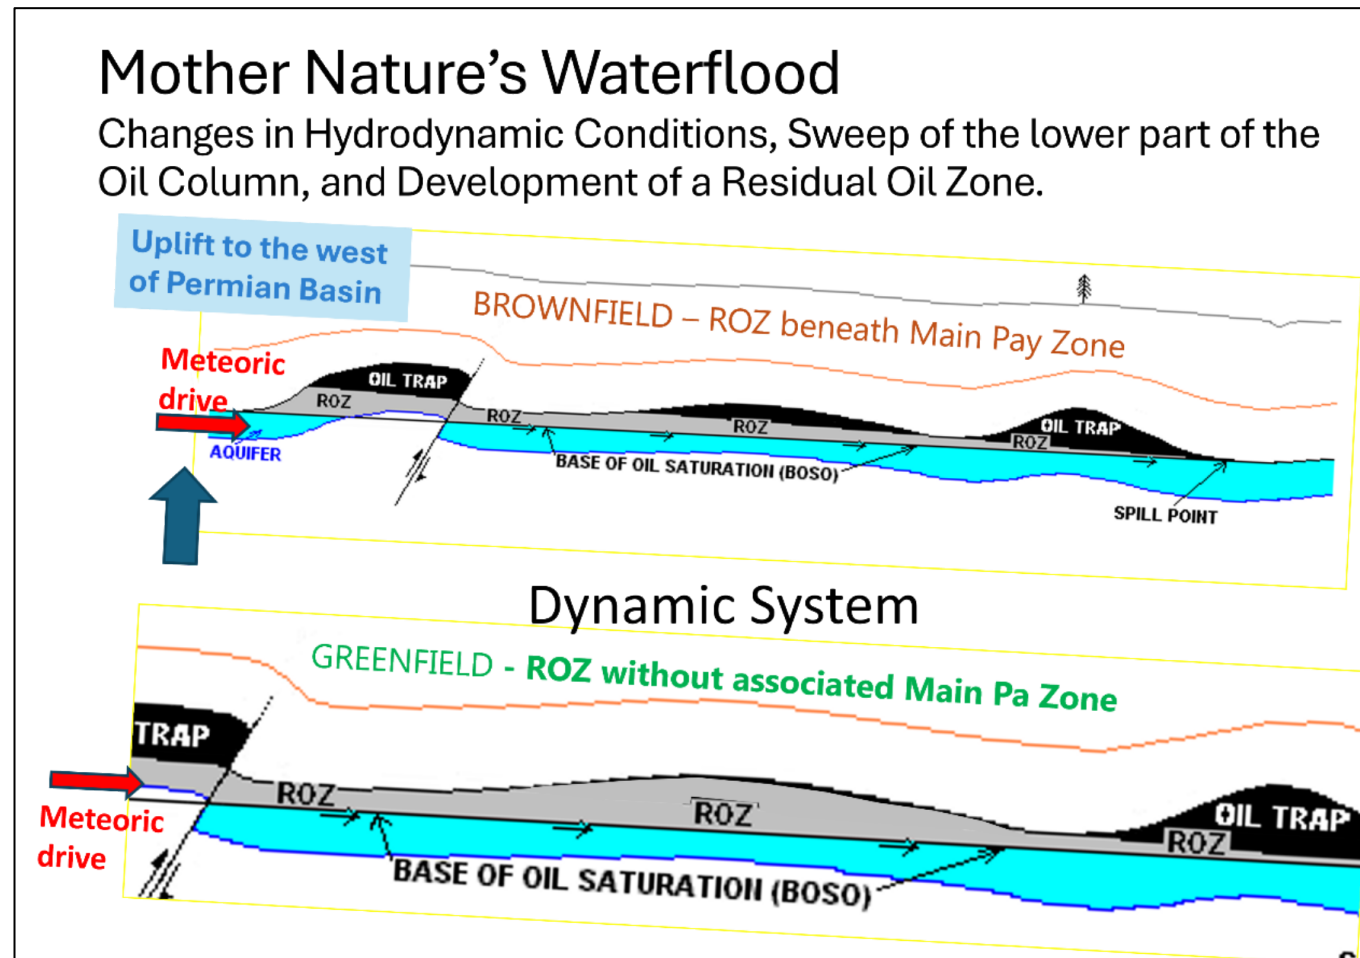 Mother Nature’s Waterflood
Changes in Hydrodynamic Conditions, Sweep of the lower part of the
Oil Column, and Development of a Residual Oil Zone.
Uplift to the west
of Permian Basin
BROWNFIELD – ROZ beneath Main Pay Zone
Meteoric
drive
OIL TRAP
ROZ
ROZ
ROZ
OIL TRAP
ROZ
AQUIFER
BASE OF OIL SATURATION (BOSO)
SPILL POINT
Dynamic System
GREENFIELD - ROZ without associated Main Pa Zone
TRAP
ROZ
ROZ
OIL TRAP
ROZ
Meteoric
drive
BASE OF OIL SATURATION (BOSO)